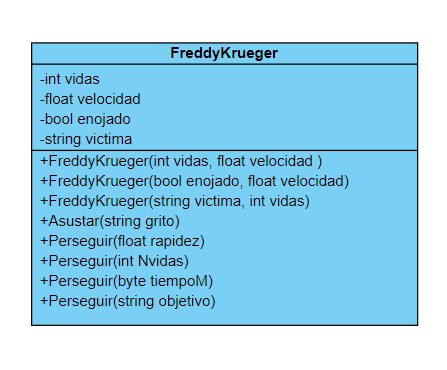 FreddyKrueger
-int vidas
-float velocidad
-bool enojado
-string victima
+FreddyKrueger(int vidas, float velocidad )
+FreddyKrueger(bool enojado, float velocidad)
+FreddyKrueger(string victima, int vidas)
+Asustar(string grito)
+Perseguir(float rapidez)
+Perseguir(int Nvidas)
+Perseguir(byte tiempoM)
+Perseguir(string objetivo)